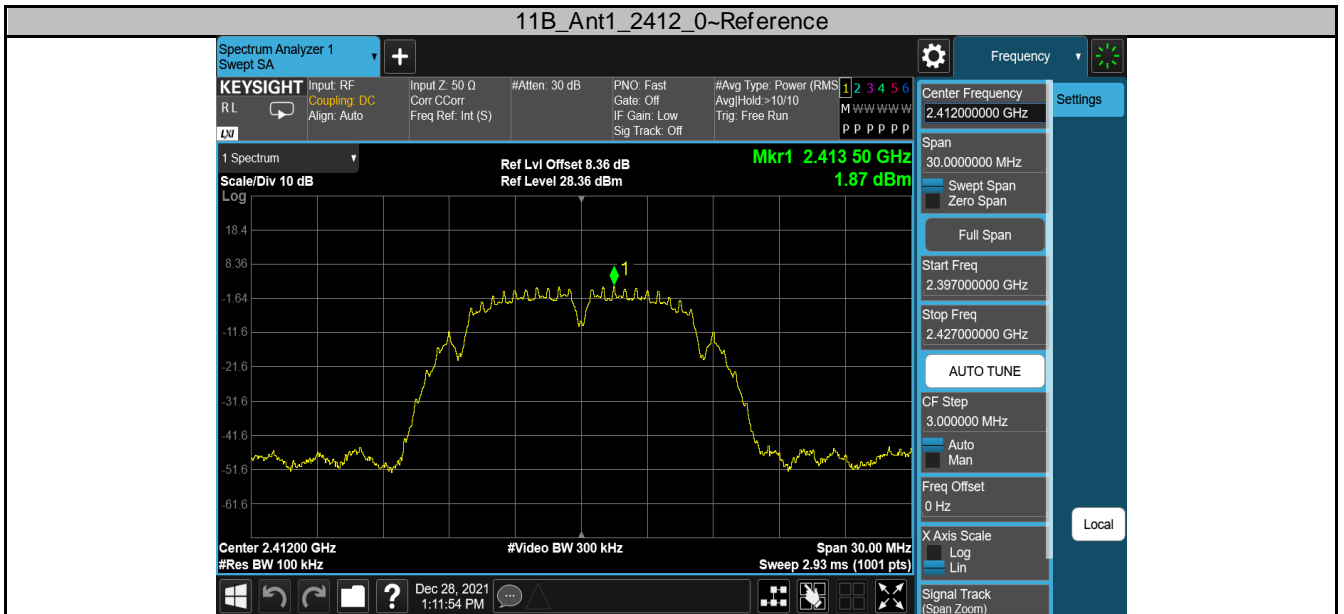 11B_Ant1_2412_0~Reference
Spectrum Analyzer 1
Swept SA
Frequency
KEYSIGHT
R L
LXI
Input: RF
Coupling: DC
Align: Auto
Input Z: 50 Ω
Corr CCorr
Freq Ref: Int (S)
#Atten: 30 dB
PNO: Fast
Gate: Off
IF Gain: Low
Sig Track: Off
#Avg Type: Power (RMS
Avg|Hold:>10/10
Trig: Free Run
1 2 3 4 5 6
M W W W W W
P P P P P P
1 Spectrum
Scale/Div 10 dB
Ref Lvl Offset 8.36 dB
Ref Level 28.36 dBm
Mkr1 2.413 50 GHz
1.87 dBm
Log
18.4
8.36
-1.64
-11.6
-21.6
-31.6
-41.6
-51.6
-61.6
1
Center 2.41200 GHz
#Res BW 100 kHz
#Video BW 300 kHz
Span 30.00 MHz
Sweep 2.93 ms (1001 pts)
Dec 28, 2021
1:11:54 PM
Center Frequency
2.412000000 GHz
Span
30.0000000 MHz
Swept Span
Zero Span
Full Span
Start Freq
2.397000000 GHz
Stop Freq
2.427000000 GHz
AUTO TUNE
CF Step
3.000000 MHz
Auto
Man
Freq Offset
0 Hz
X Axis Scale
Log
Lin
Signal Track
(Span Zoom)
Settings
Local